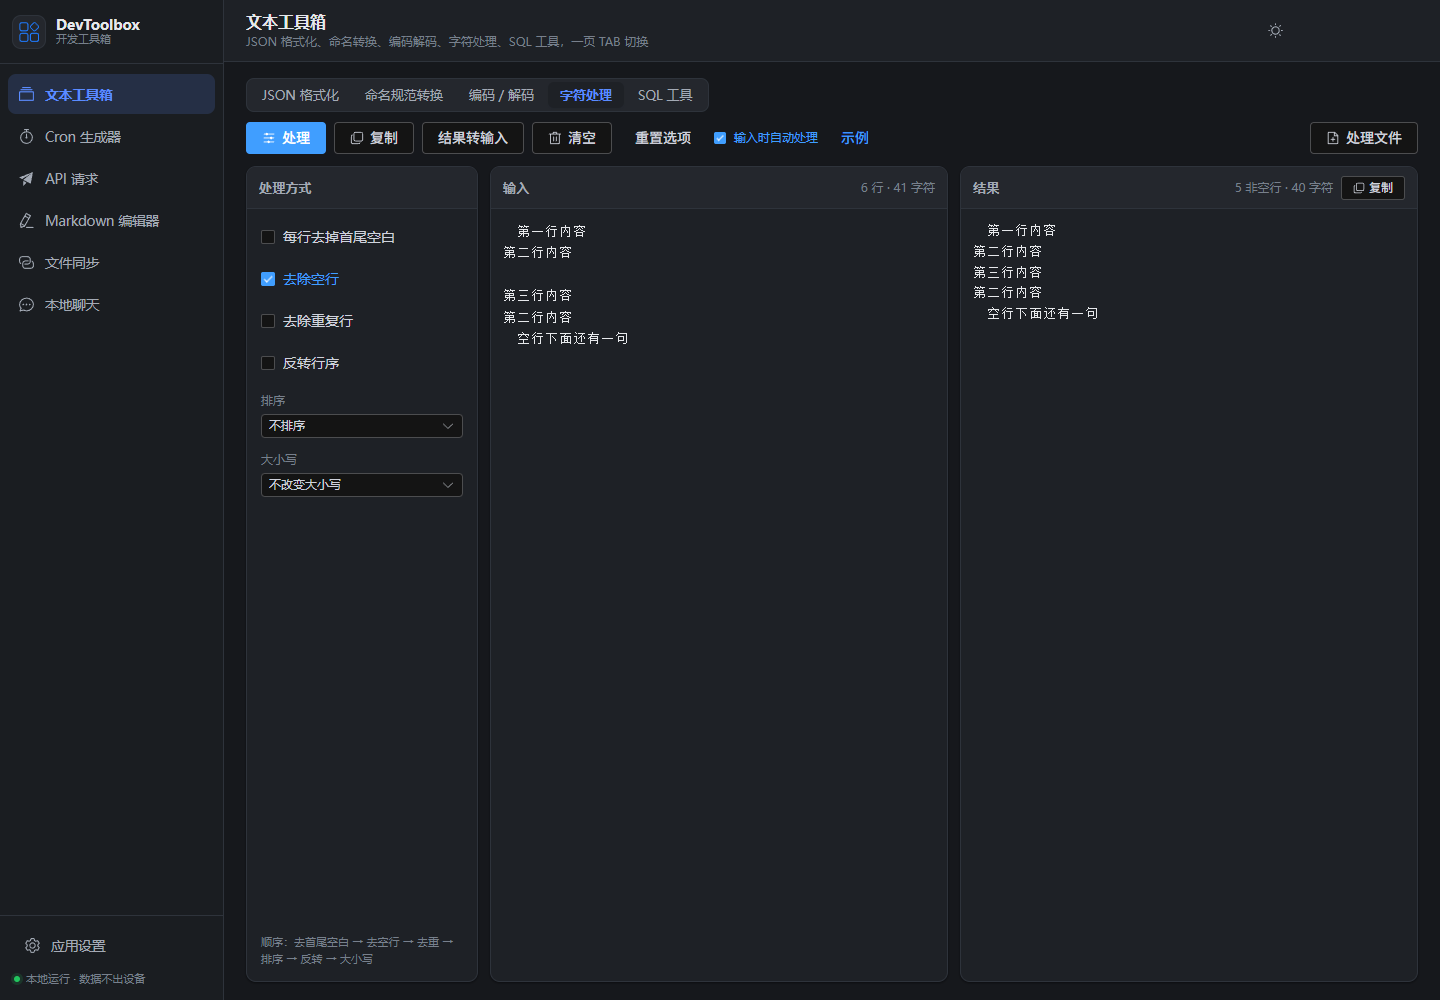 DevToolbox
开发工具箱
文本工具箱
Cron 生成器
API 请求
Markdown 编辑器
文件同步
本地聊天
应用设置
本地运行 · 数据不出设备
文本工具箱
JSON 格式化、命名转换、编码解码、字符处理、SQL 工具，一页 TAB 切换
JSON 格式化 命名规范转换 编码 / 解码 字符处理 SQL 工具
处理 复制 结果转输入 清空 重置选项 输入时自动处理 示例 处理文件
处理方式
每行去掉首尾空白
去除空行
去除重复行
反转行序
排序
不排序
大小写
不改变大小写
顺序：去首尾空白 → 去空行 → 去重 →
排序 → 反转 → 大小写
输入 6 行 · 41 字符
第一行内容
第二行内容
第三行内容
第二行内容
空行下面还有一句
结果 5 非空行 · 40 字符 复制
第一行内容
第二行内容
第三行内容
第二行内容
空行下面还有一句